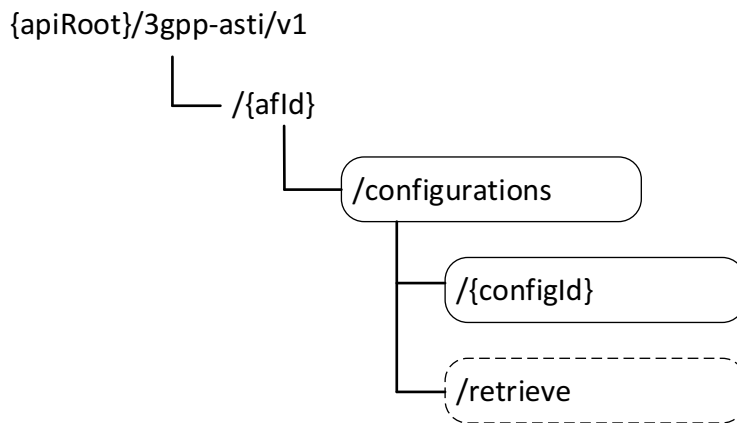 {apiRoot}/3gpp-asti/v1
/{afId}
/configurations
/{configId}
/retrieve